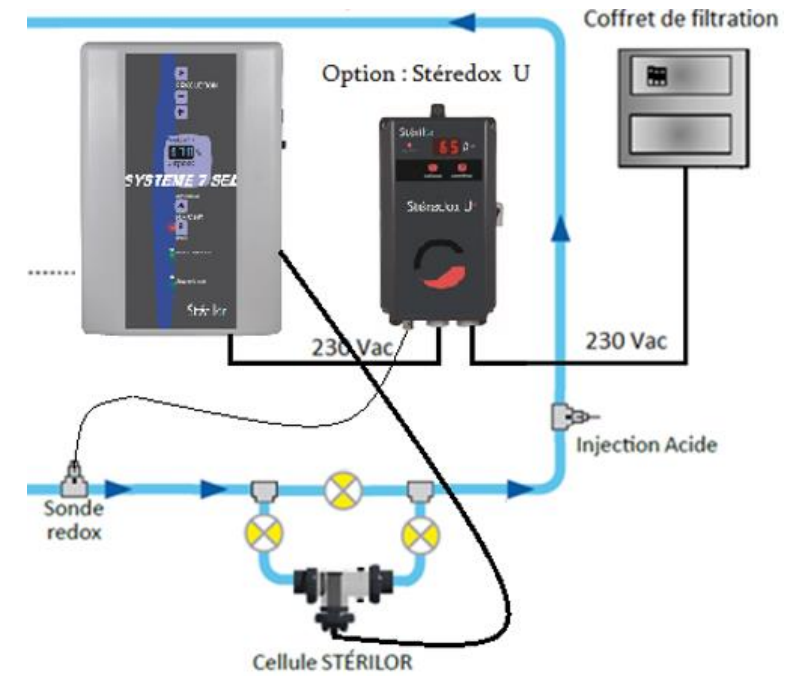 Coffret de filtration
Option : Stéredox U
SYSTEME 7 SEL
Stérilor
65
Stéredox U
230 Vac
230 Vac
Injection Acide
Sonde
redox
Cellule STÉRILOR